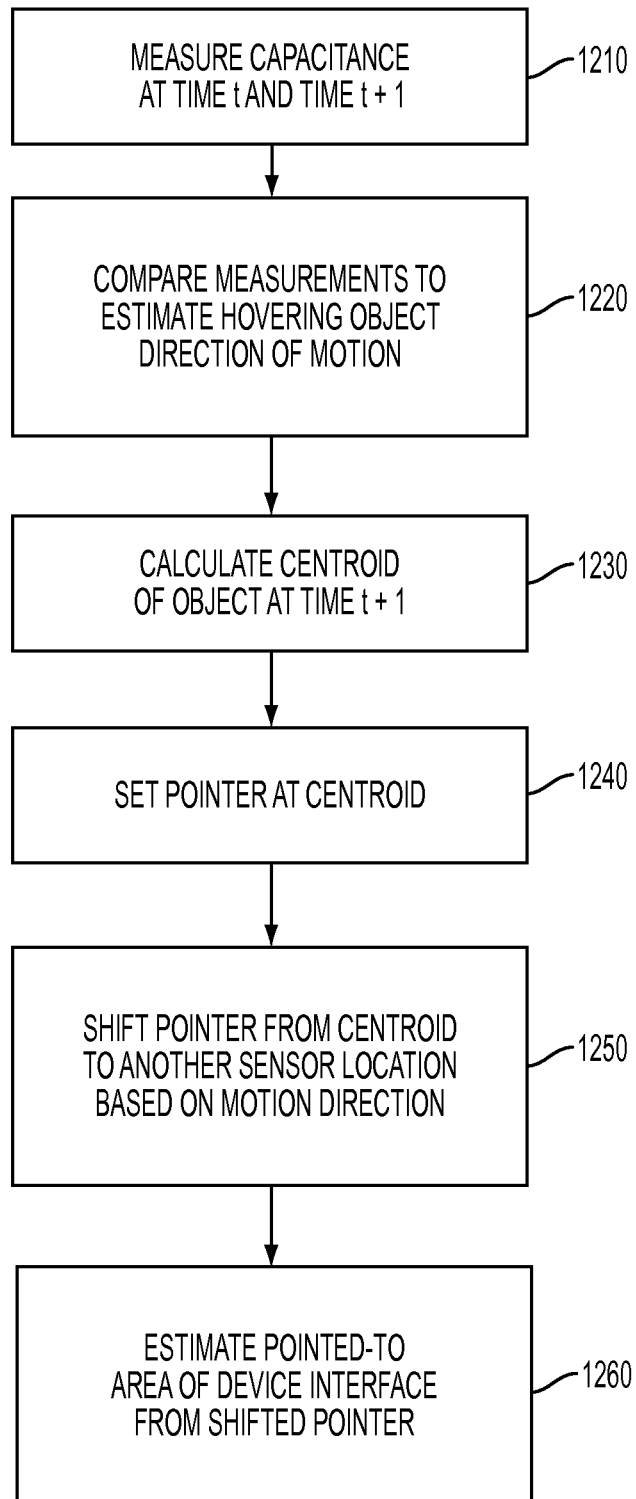 MEASURE CAPACITANCE
AT TIME t AND TIME t + 1
1210
COMPARE MEASUREMENTS TO
ESTIMATE HOVERING OBJECT
DIRECTION OF MOTION
1220
CALCULATE CENTROID
OF OBJECT AT TIME t + 1
1230
SET POINTER AT CENTROID
1240
SHIFT POINTER FROM CENTROID
TO ANOTHER SENSOR LOCATION
BASED ON MOTION DIRECTION
1250
ESTIMATE POINTED-TO
AREA OF DEVICE INTERFACE
FROM SHIFTED POINTER
1260